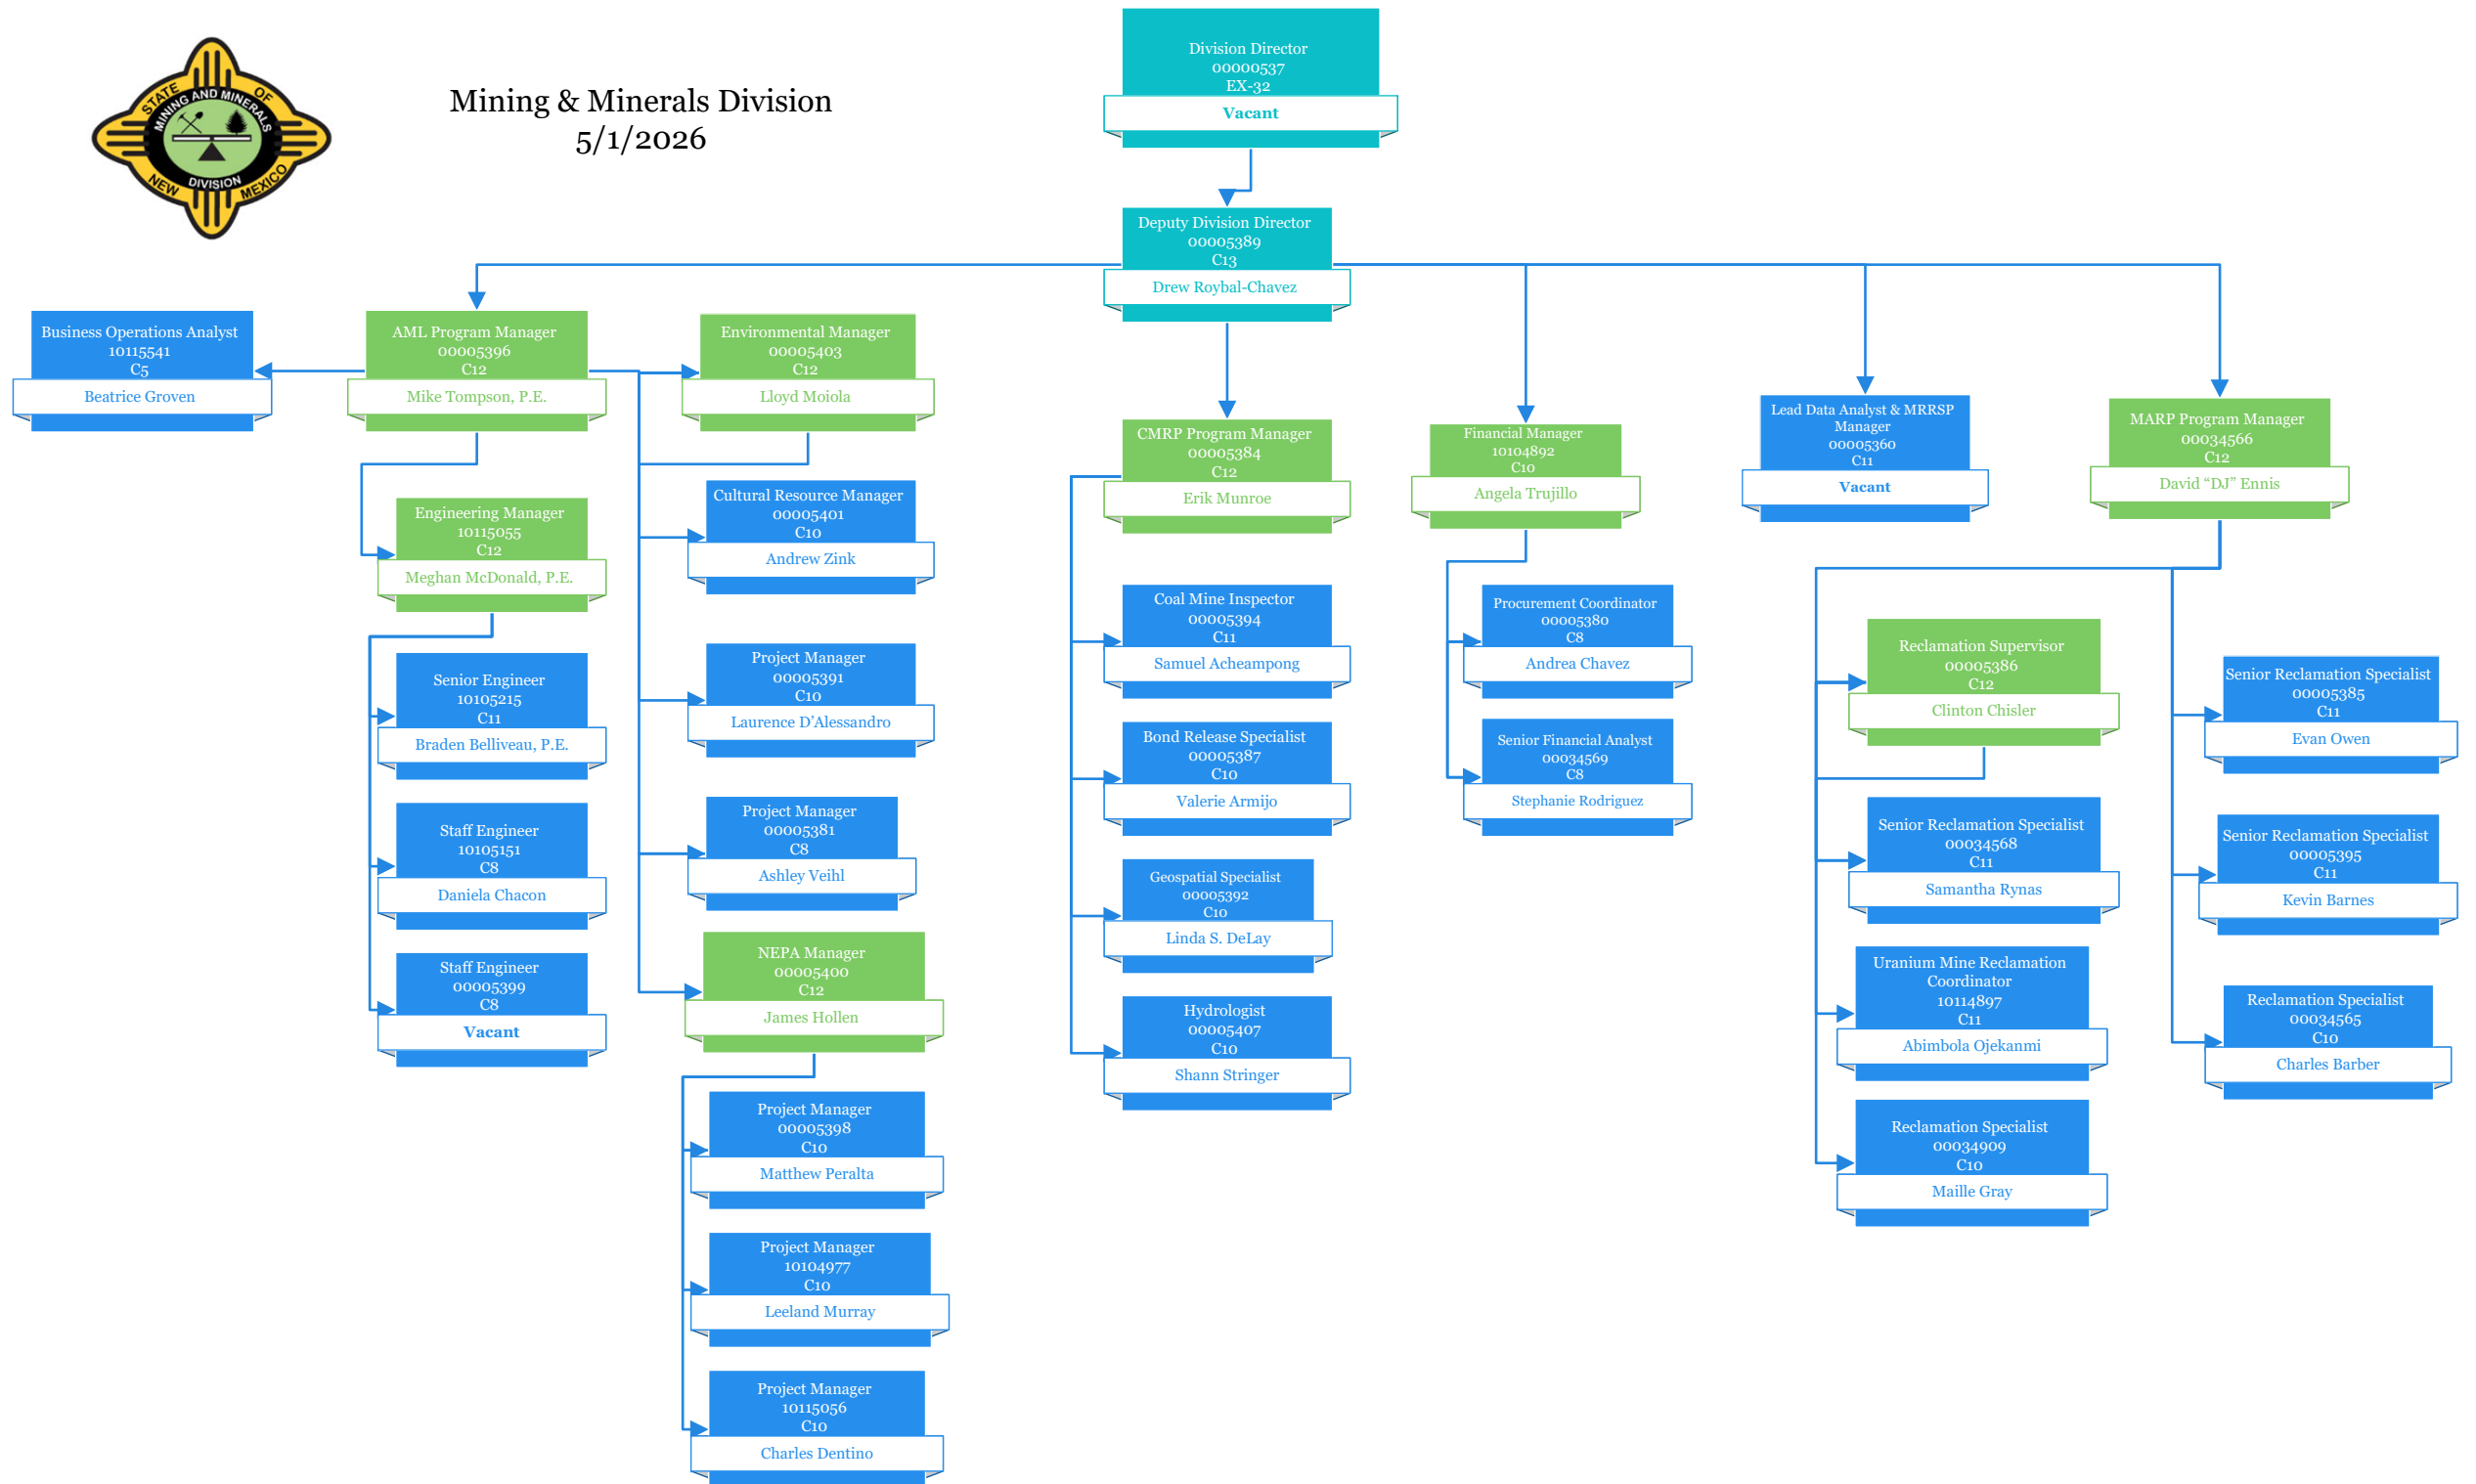 STATE OF
MINING AND MINERALS
DIVISION
NEW MEXICO
Mining & Minerals Division
5/1/2026
Division Director
00000537
EX-32
Vacant
Deputy Division Director
00005389
C13
Drew Roybal-Chavez
Business Operations Analyst
10115541
C5
Beatrice Groven
AML Program Manager
00005396
C12
Mike Tompson, P.E.
Environmental Manager
00005403
C12
Lloyd Moiola
Engineering Manager
10115055
C12
Meghan McDonald, P.E.
Senior Engineer
10105215
C11
Braden Belliveau, P.E.
Staff Engineer
10105151
C8
Daniela Chacon
Staff Engineer
00005399
C8
Vacant
Cultural Resource Manager
00005401
C10
Andrew Zink
Project Manager
00005391
C10
Laurence D’Alessandro
Project Manager
00005381
C8
Ashley Veihl
NEPA Manager
00005400
C12
James Hollen
Project Manager
00005398
C10
Matthew Peralta
Project Manager
10104977
C10
Leeland Murray
Project Manager
10115056
C10
Charles Dentino
CMRP Program Manager
00005384
C12
Erik Munroe
Coal Mine Inspector
00005394
C11
Samuel Acheampong
Bond Release Specialist
00005387
C10
Valerie Armijo
Geospatial Specialist
00005392
C10
Linda S. DeLay
Hydrologist
00005407
C10
Shann Stringer
Financial Manager
10104892
C10
Angela Trujillo
Procurement Coordinator
00005380
C8
Andrea Chavez
Senior Financial Analyst
00034569
C8
Stephanie Rodriguez
Lead Data Analyst & MRRSP
Manager
00005360
C11
Vacant
MARP Program Manager
00034566
C12
David “DJ” Ennis
Reclamation Supervisor
00005386
C12
Clinton Chisler
Senior Reclamation Specialist
00034568
C11
Samantha Rynas
Uranium Mine Reclamation
Coordinator
10114897
C11
Abimbola Ojekanmi
Reclamation Specialist
00034909
C10
Maille Gray
Senior Reclamation Specialist
00005385
C11
Evan Owen
Senior Reclamation Specialist
00005395
C11
Kevin Barnes
Reclamation Specialist
00034565
C10
Charles Barber